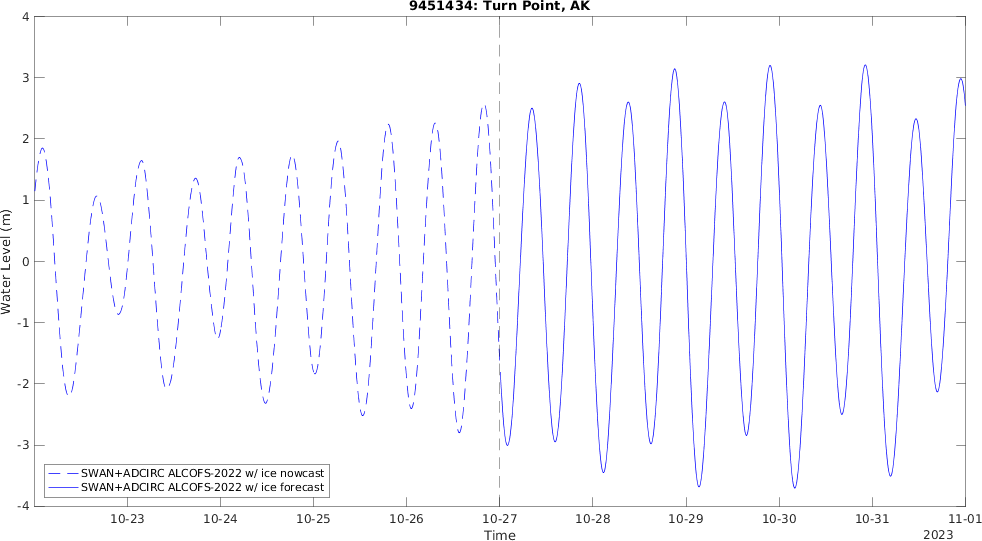 9451434: Turn Point, AK
4
3
2
1
0
-1
-2
-3
-4
Water Level (m)
SWAN+ADCIRC ALCOFS-2022 w/ ice nowcast
SWAN+ADCIRC ALCOFS-2022 w/ ice forecast
10-23 10-24 10-25 10-26 10-27 10-28 10-29 10-30 10-31 11-01
Time
2023